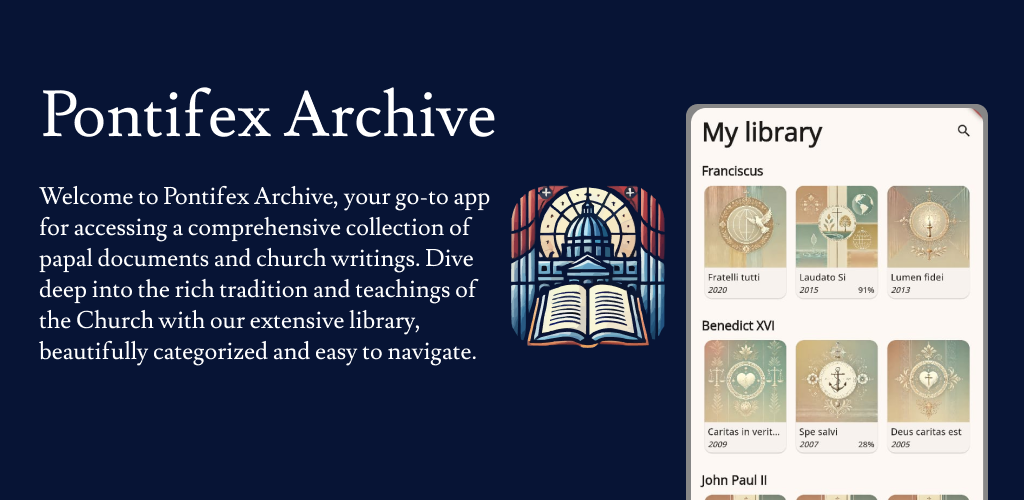 Pontifex Archive
Welcome to Pontifex Archive, your go-to app
for accessing a comprehensive collection of
papal documents and church writings. Dive
deep into the rich tradition and teachings of
the Church with our extensive library,
beautifully categorized and easy to navigate.
My library
Franciscus
Fratelli tutti
2020
Laudato Si
2015 91%
Lumen fidei
2013
Benedict XVI
Caritas in verit...
2009
Spe salvi
2007 28%
Deus caritas est
2005
John Paul II